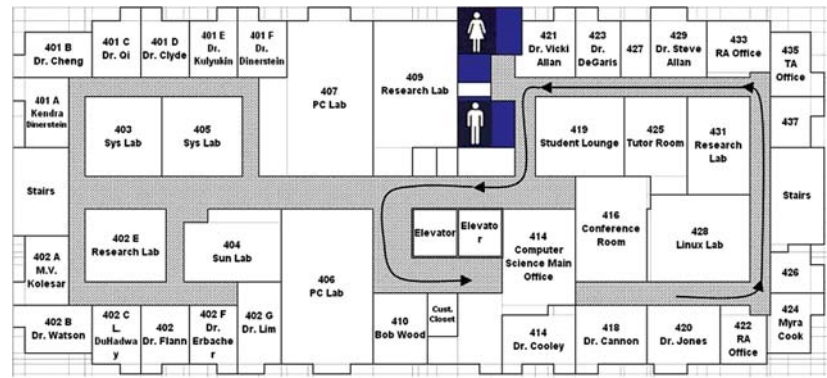 401 B
Dr. Cheng
401 C
Dr. Qi
401 D
Dr. Clyde
401 E
Dr.
Kulyukin
401 F
Dr.
Dinerstein
407
PC Lab
409
Research Lab
421
Dr. Vicki
Allan
423
Dr.
DeGaris
427
429
Dr. Steve
Allan
433
RA Office
435
TA
Office
401 A
Kendra
Dinerstein
403
Sys Lab
405
Sys Lab
419
Student Lounge
425
Tutor Room
431
Research
Lab
437
Stairs
Stairs
402 E
Research Lab
404
Sun Lab
406
PC Lab
Elevator
Elevato
r
414
Computer
Science Main
Office
416
Conference
Room
428
Linux Lab
402 A
M.V.
Kolesar
426
402 B
Dr. Watson
402 C
L.
DuHadwa
y
402
Dr. Flann
402 F
Dr.
Erbache
r
402 G
Dr. Lim
410
Bob Wood
Cust.
Closet
414
Dr. Cooley
418
Dr. Cannon
420
Dr. Jones
422
RA
Office
424
Myra
Cook